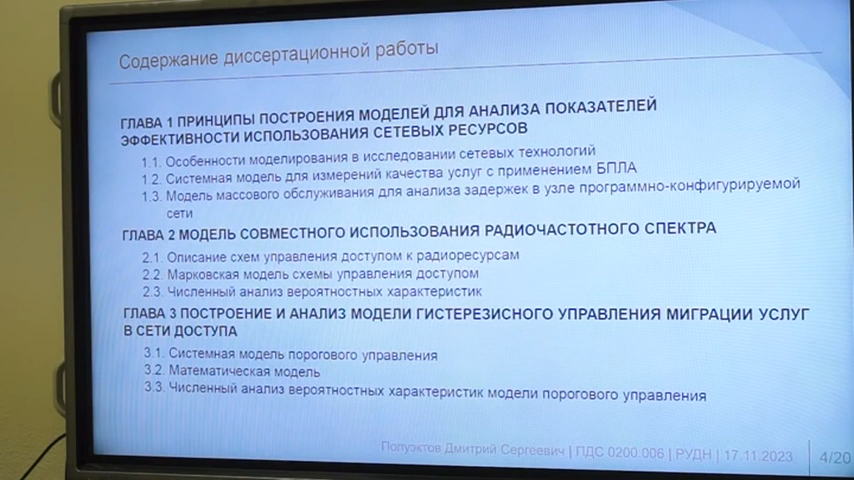 Содержание диссертационной работы
ГЛАВА 1 ПРИНЦИПЫ ПОСТРОЕНИЯ МОДЕЛЕЙ ДЛЯ АНАЛИЗА ПОКАЗАТЕЛЕЙ
ЭФФЕКТИВНОСТИ ИСПОЛЬЗОВАНИЯ СЕТЕВЫХ РЕСУРСОВ
1.1. Особенности моделирования в исследовании сетевых технологий
1.2. Системная модель для измерений качества услуг с применением БПЛА
1.3. Модель массового обслуживания для анализа задержек в узле программно-конфигурируемой
сети
ГЛАВА 2 МОДЕЛЬ СОВМЕСТНОГО ИСПОЛЬЗОВАНИЯ РАДИОЧАСТОТНОГО СПЕКТРА
2.1. Описание схем управления доступом к радиоресурсам
2.2. Марковская модель схемы управления доступом
2.3. Численный анализ вероятностных характеристик
ГЛАВА 3 ПОСТРОЕНИЕ И АНАЛИЗ МОДЕЛИ ГИСТЕРЕЗИСНОГО УПРАВЛЕНИЯ МИГРАЦИИ УСЛУГ
В СЕТИ ДОСТУПА
3.1. Системная модель порогового управления
3.2. Математическая модель
3.3. Численный анализ вероятностных характеристик модели порогового управления
Полуэктов Дмитрий Сергеевич | ПДС 0200.006 | РУДН | 17.11.2023 4/20